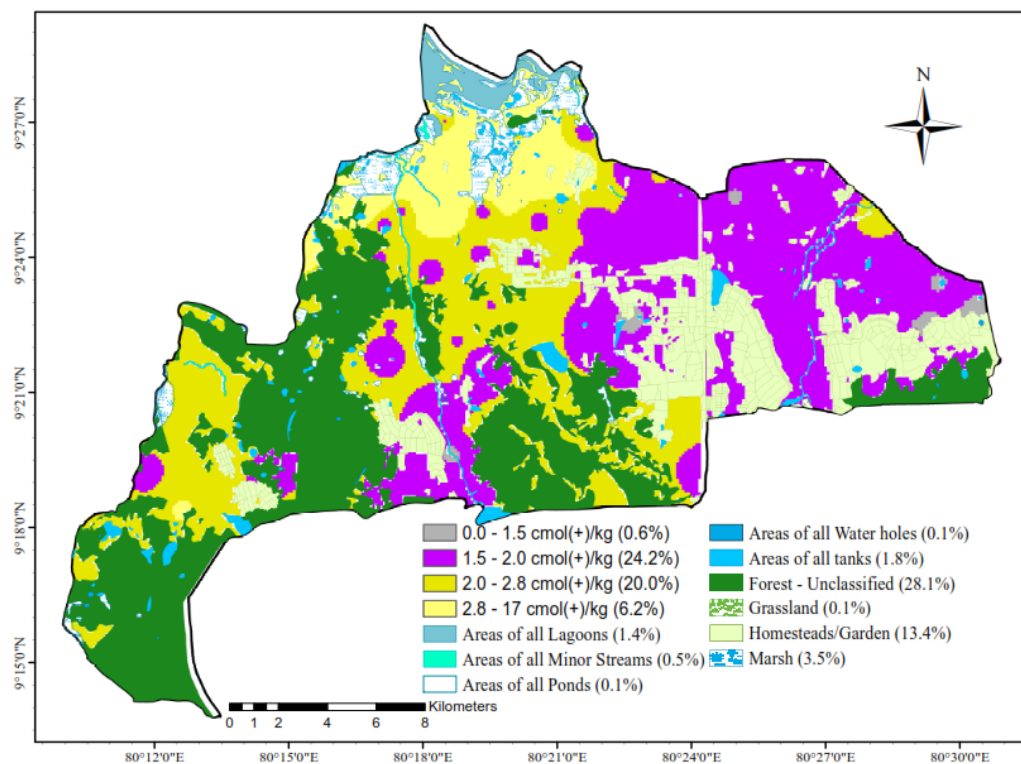 N
9°27'0"N
9°24'0"N
9°21'0"N
9°18'0"N
9°15'0"N
0.0 - 1.5 cmol(+)/kg (0.6%)
1.5 - 2.0 cmol(+)/kg (24.2%)
2.0 - 2.8 cmol(+)/kg (20.0%)
2.8 - 17 cmol(+)/kg (6.2%)
Areas of all Lagoons (1.4%)
Areas of all Minor Streams (0.5%)
Areas of all Ponds (0.1%)
Areas of all Water holes (0.1%)
Areas of all tanks (1.8%)
Forest - Unclassified (28.1%)
Grassland (0.1%)
Homesteads/Garden (13.4%)
Marsh (3.5%)
Kilometers
0 1 2 4 6 8
80°12'0"E 80°15'0"E 80°18'0"E 80°21'0"E 80°24'0"E 80°27'0"E 80°30'0"E